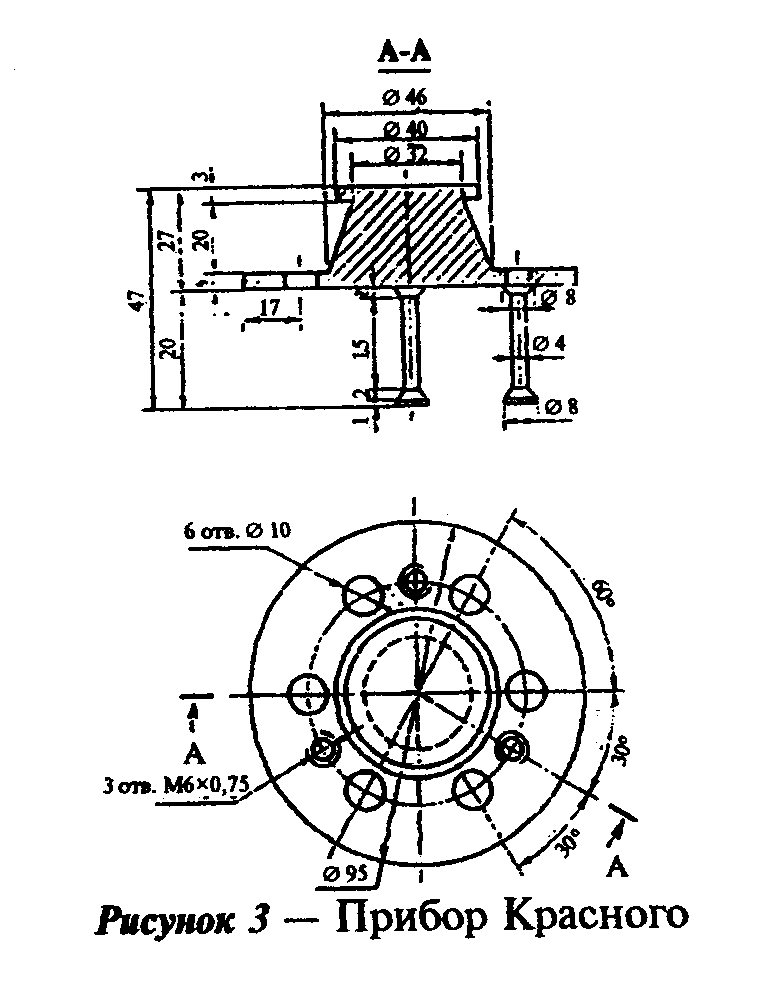 А-А
Ø 46
Ø 40
Ø 32
3
27
20
47
20
17
15
2
1
Ø 8
Ø 4
Ø 8
6 отв. Ø 10
60°
А
30°
3 отв. М6×0,75
30°
А
Ø 95
Рисунок 3 — Прибор Красного